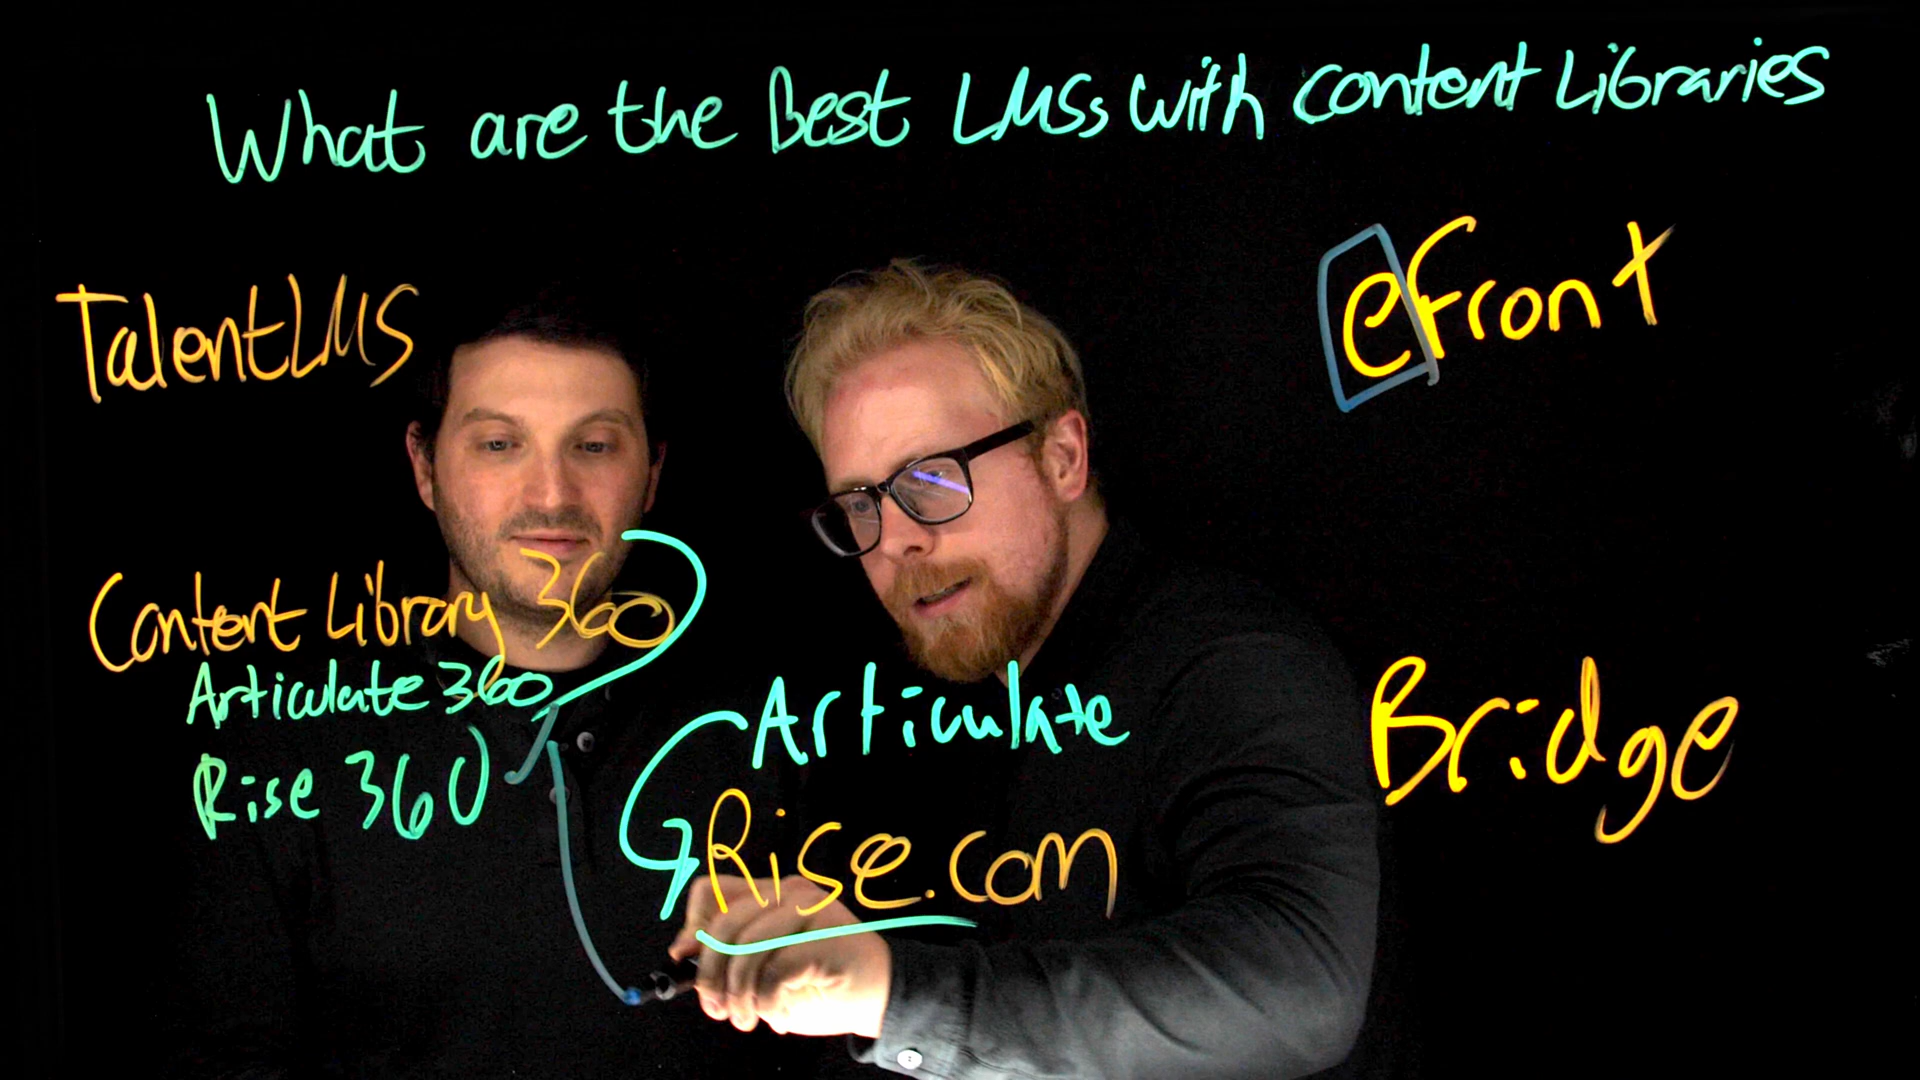 What are the Best LMSs with content Libraries
TalentLMS
efront
Content Library 360
Articulate 360
Rise 360
Articulate
Rise.com
Bridge